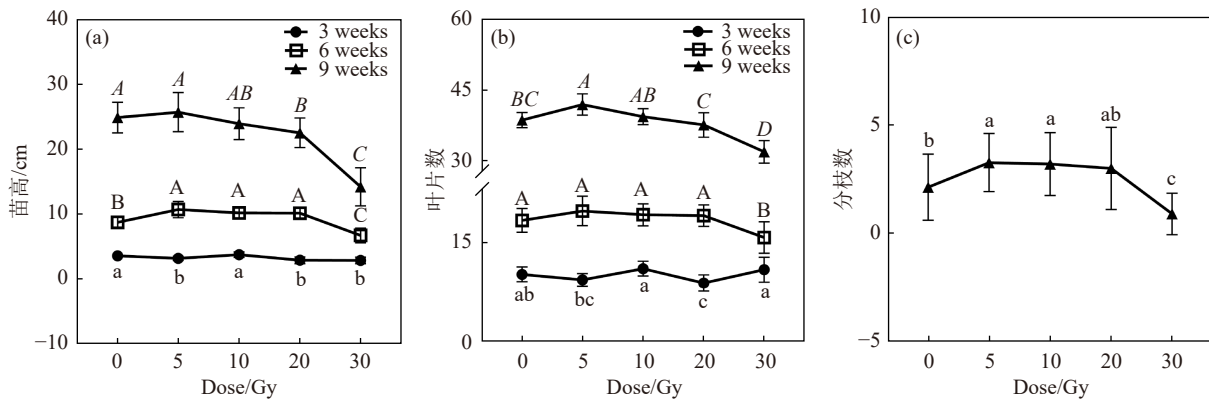 (a)
3 weeks
6 weeks
9 weeks
40
30
20
10
0
−10
苗高/cm
A A AB B C
B A A A C
a b a b b
0 5 10 20 30
Dose/Gy
(b)
3 weeks
6 weeks
9 weeks
60
45
30
15
0
叶片数
BC A AB C D
A A A A B
ab bc a c a
0 5 10 20 30
Dose/Gy
(c)
10
5
0
−5
分枝数
b a a ab c
0 5 10 20 30
Dose/Gy